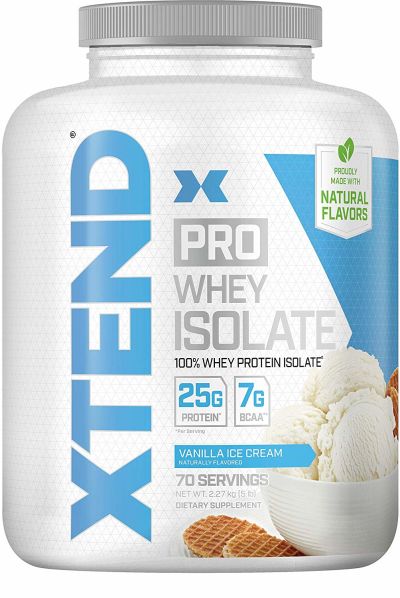 XTEND®
PROUDLY
MADE WITH
NATURAL
FLAVORS
PRO
WHEY
ISOLATE
100% WHEY PROTEIN ISOLATE*
25G
PROTEIN*
*Per Serving
7G
BCAA**
VANILLA ICE CREAM
NATURALLY FLAVORED
70 SERVINGS
NET WT. 2.27 kg (5 lb)
DIETARY SUPPLEMENT